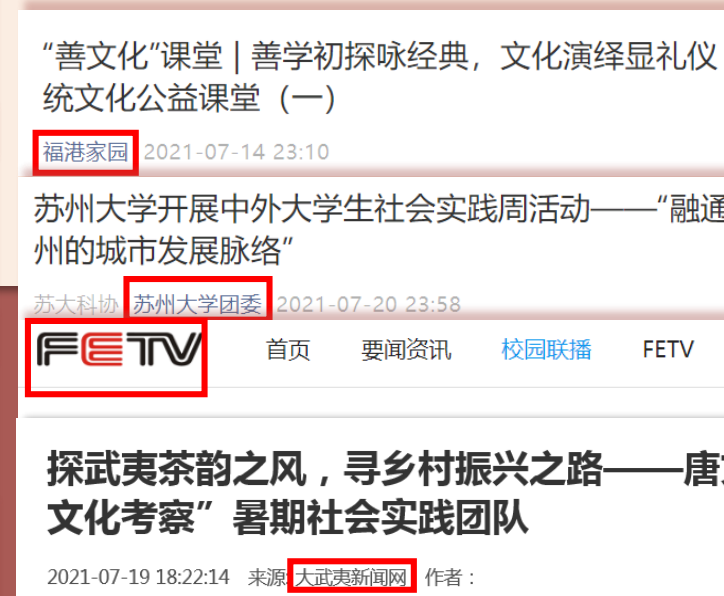 “善文化”课堂 | 善学初探咏经典，文化演绎显礼仪
统文化公益课堂（一）
福港家园 2021-07-14 23:10
苏州大学开展中外大学生社会实践周活动——“融通
州的城市发展脉络”
苏大科协 苏州大学团委 2021-07-20 23:58
FETV 首页 要闻资讯 校园联播 FETV
探武夷茶韵之风，寻乡村振兴之路——唐
文化考察”暑期社会实践团队
2021-07-19 18:22:14 来源: 大武夷新闻网 作者：